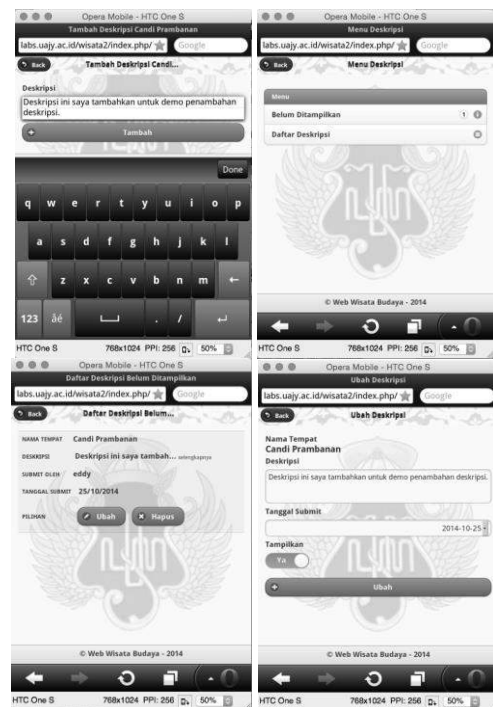 Opera Mobile - HTC One S
Tambah Deskripsi Candi Prambanan
labs.uajy.ac.id/wisata2/index.php/ Google
Back Tambah Deskripsi Candi...
Deskripsi
Deskripsi ini saya tambahkan untuk demo penambahan
deskripsi.
Tambah
Done
q w e r t y u i o p
a s d f g h j k l
z x c v b n m
123 åé . /
HTC One S 768x1024 PPI: 256 50%
Opera Mobile - HTC One S
Menu Deskripsi
labs.uajy.ac.id/wisata2/index.php/ Google
Back Menu Deskripsi
Menu
Belum Ditampilkan 1
Daftar Deskripsi
© Web Wisata Budaya - 2014
HTC One S 768x1024 PPI: 256 50%
Opera Mobile - HTC One S
Daftar Deskripsi Belum Ditampilkan
labs.uajy.ac.id/wisata2/index.php/ Google
Back Daftar Deskripsi Belum...
NAMA TEMPAT Candi Prambanan
DESKRIPSI Deskripsi ini saya tambah... selengkapnya
SUBMIT OLEH eddy
TANGGAL SUBMIT 25/10/2014
PILIHAN Ubah Hapus
© Web Wisata Budaya - 2014
HTC One S 768x1024 PPI: 256 50%
Opera Mobile - HTC One S
Ubah Deskripsi
labs.uajy.ac.id/wisata2/index.php/ Google
Back Ubah Deskripsi
Nama Tempat
Candi Prambanan
Deskripsi
Deskripsi ini saya tambahkan untuk demo penambahan deskripsi.
Tanggal Submit
2014-10-25
Tampilkan
Ya
Ubah
© Web Wisata Budaya - 2014
HTC One S 768x1024 PPI: 256 50%